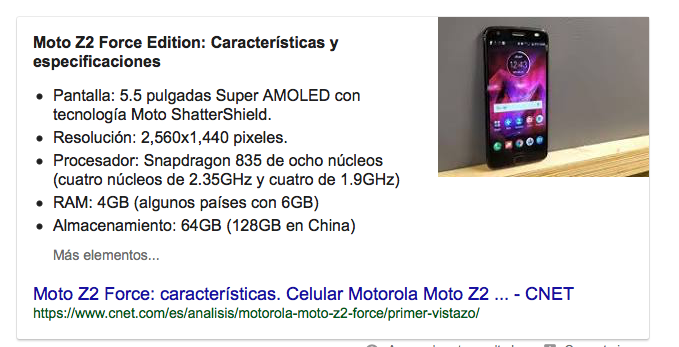 Moto Z2 Force Edition: Características y
especificaciones
Pantalla: 5.5 pulgadas Super AMOLED con
tecnología Moto ShatterShield.
Resolución: 2,560x1,440 pixeles.
Procesador: Snapdragon 835 de ocho núcleos
(cuatro núcleos de 2.35GHz y cuatro de 1.9GHz)
RAM: 4GB (algunos países con 6GB)
Almacenamiento: 64GB (128GB en China)
Más elementos...
Moto Z2 Force: características. Celular Motorola Moto Z2 ... - CNET
https://www.cnet.com/es/analisis/motorola-moto-z2-force/primer-vistazo/
12:43